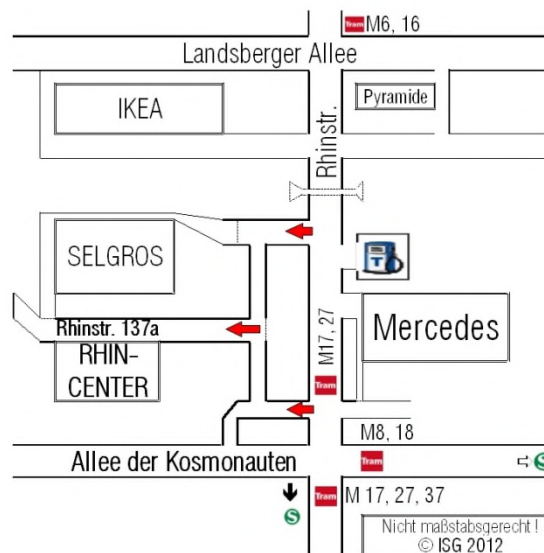 Tram M6, 16
Landsberger Allee
IKEA
Pyramide
Rhinstr.
SELGROS
T
Rhinstr. 137a
M17, 27
Mercedes
RHIN-
CENTER
Tram
M8, 18
Allee der Kosmonauten
Tram
S
Tram M 17, 27, 37
S
Nicht maßstabsgerecht !
© ISG 2012